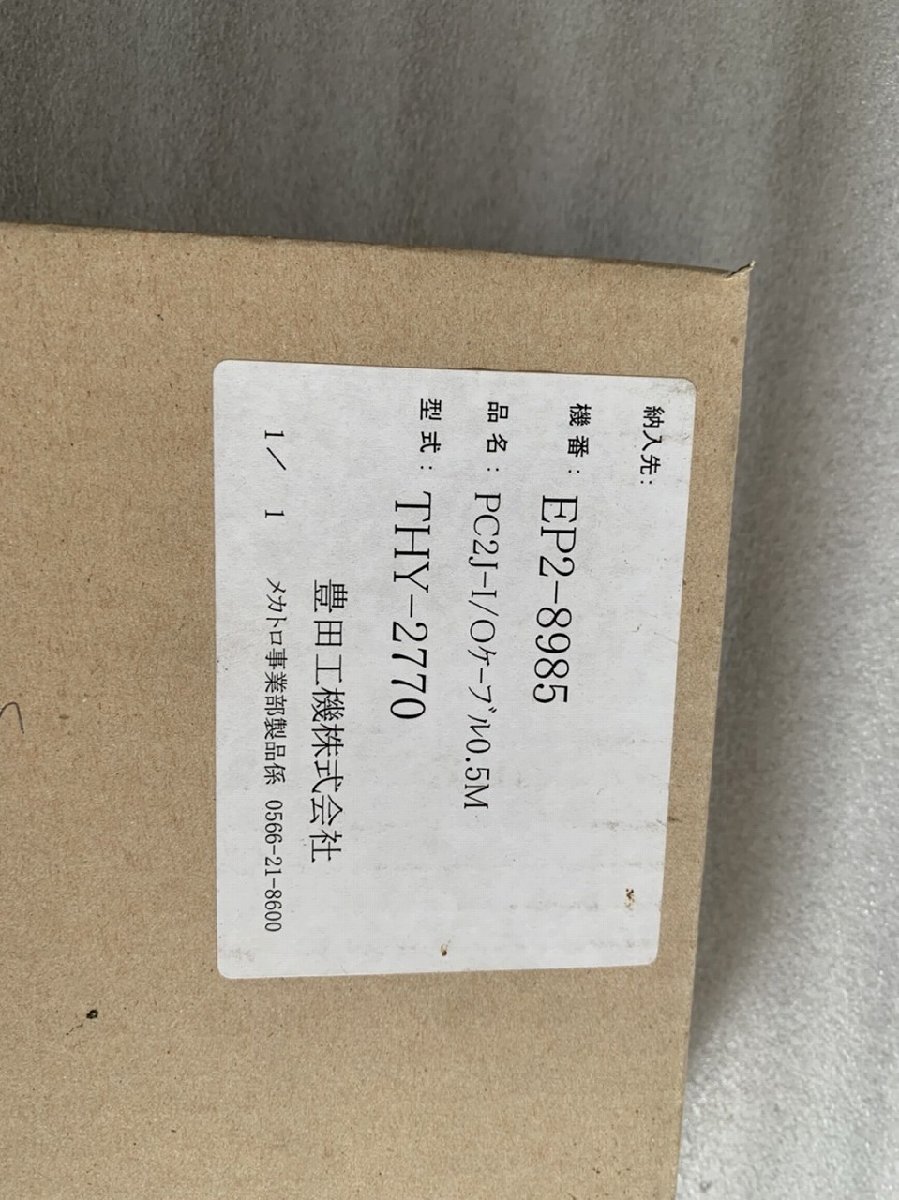 納入先:
機番: EP2-8985
品名: PC2J-I/Oｹｰﾌﾞﾙ0.5M
型式: THY-2770
豊田工機株式会社
1/ 1 メカトロ事業部製品係 0566-21-8600